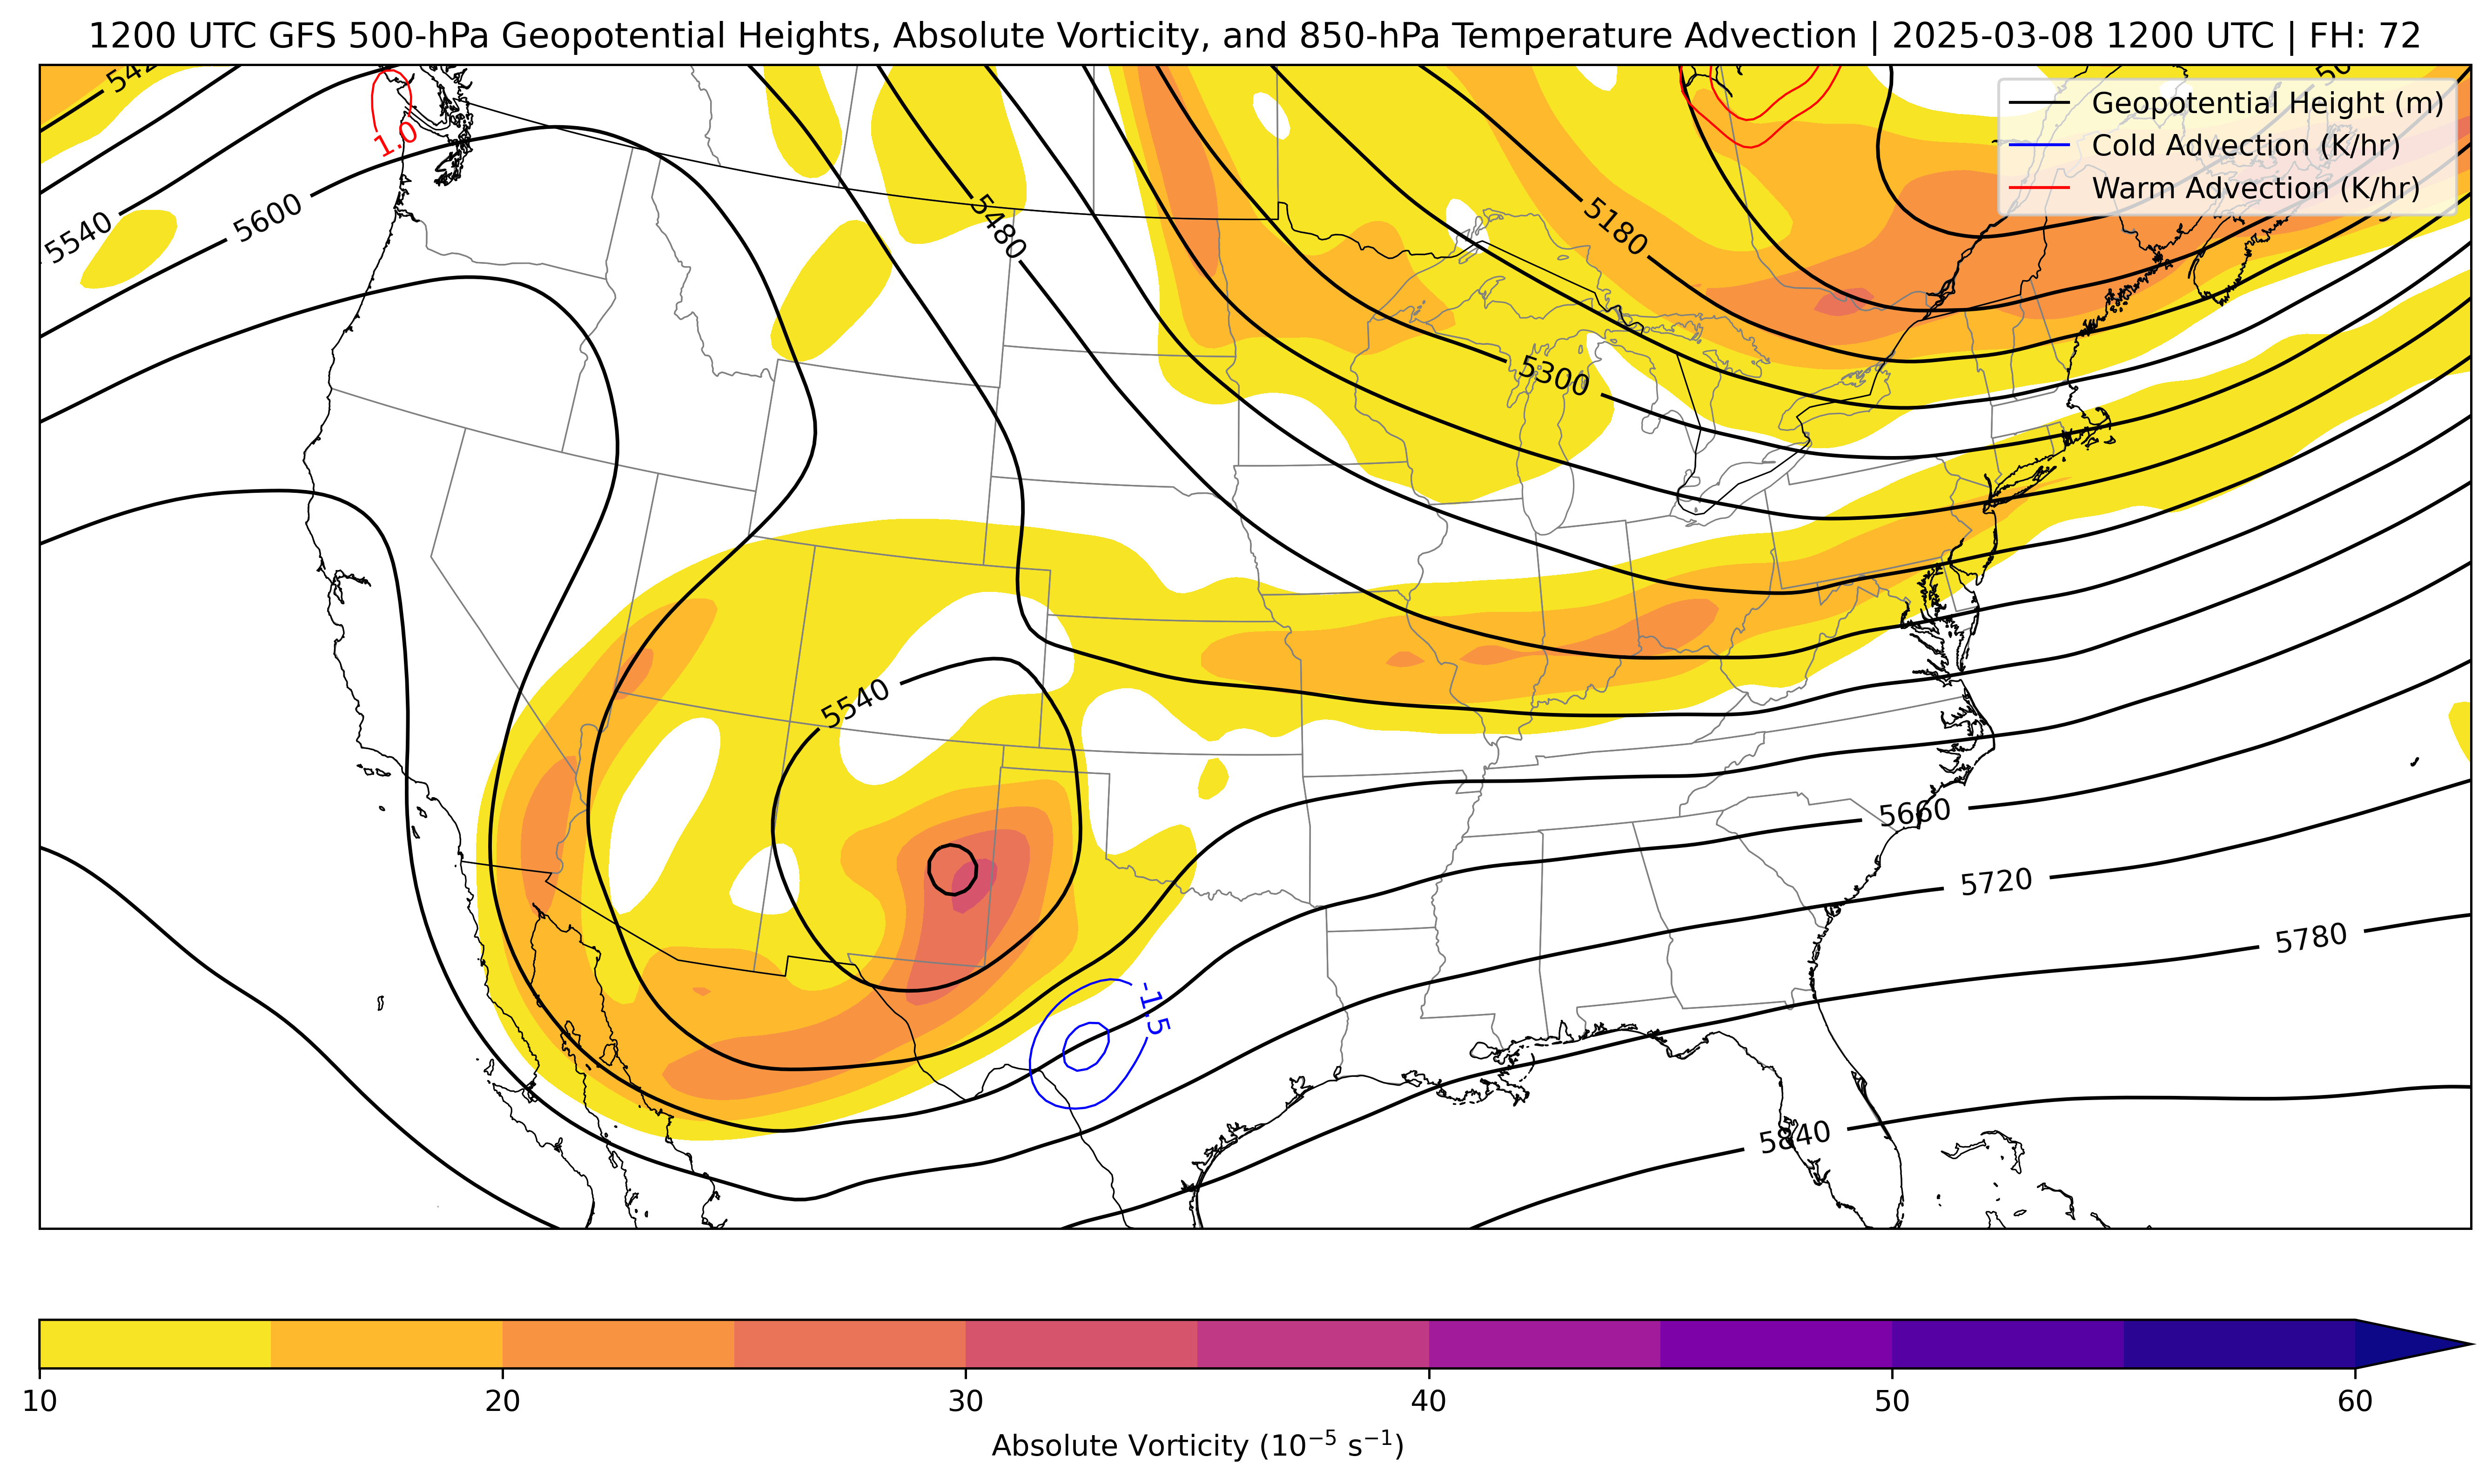 1200 UTC GFS 500-hPa Geopotential Heights, Absolute Vorticity, and 850-hPa Temperature Advection | 2025-03-08 1200 UTC | FH: 72
Geopotential Height (m)
Cold Advection (K/hr)
Warm Advection (K/hr)
1.0
5540
5600
5480
5180
5300
5540
5660
5720
5780
-1.5
5840
10 20 30 40 50 60
Absolute Vorticity (10⁻⁵ s⁻¹)